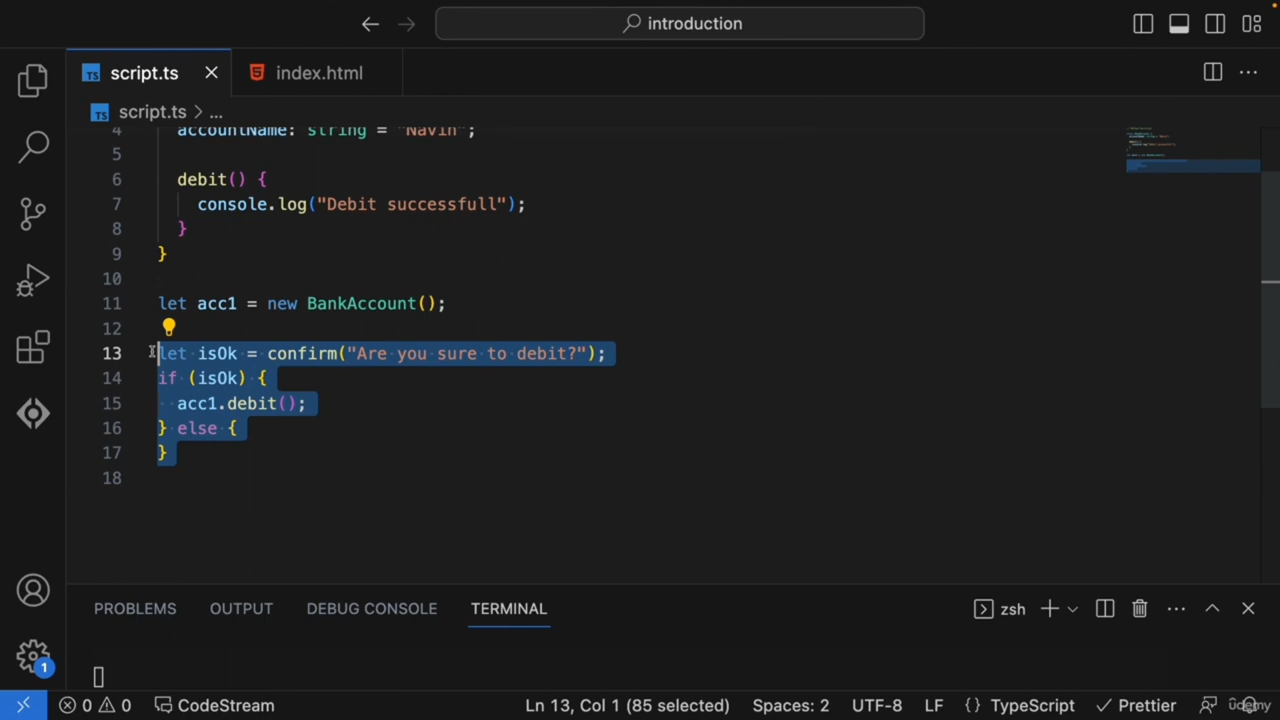 introduction
script.ts
index.html
script.ts > ...
4 accountName: string = "Navin";
5
6 debit() {
7 console.log("Debit successfull");
8 }
9 }
10
11 let acc1 = new BankAccount();
12
13 let isOk = confirm("Are you sure to debit?");
14 if (isOk) {
15 acc1.debit();
16 } else {
17 }
18
PROBLEMS OUTPUT DEBUG CONSOLE TERMINAL zsh
1
0 0 CodeStream Ln 13, Col 1 (85 selected) Spaces: 2 UTF-8 LF {} TypeScript Prettier
udemy